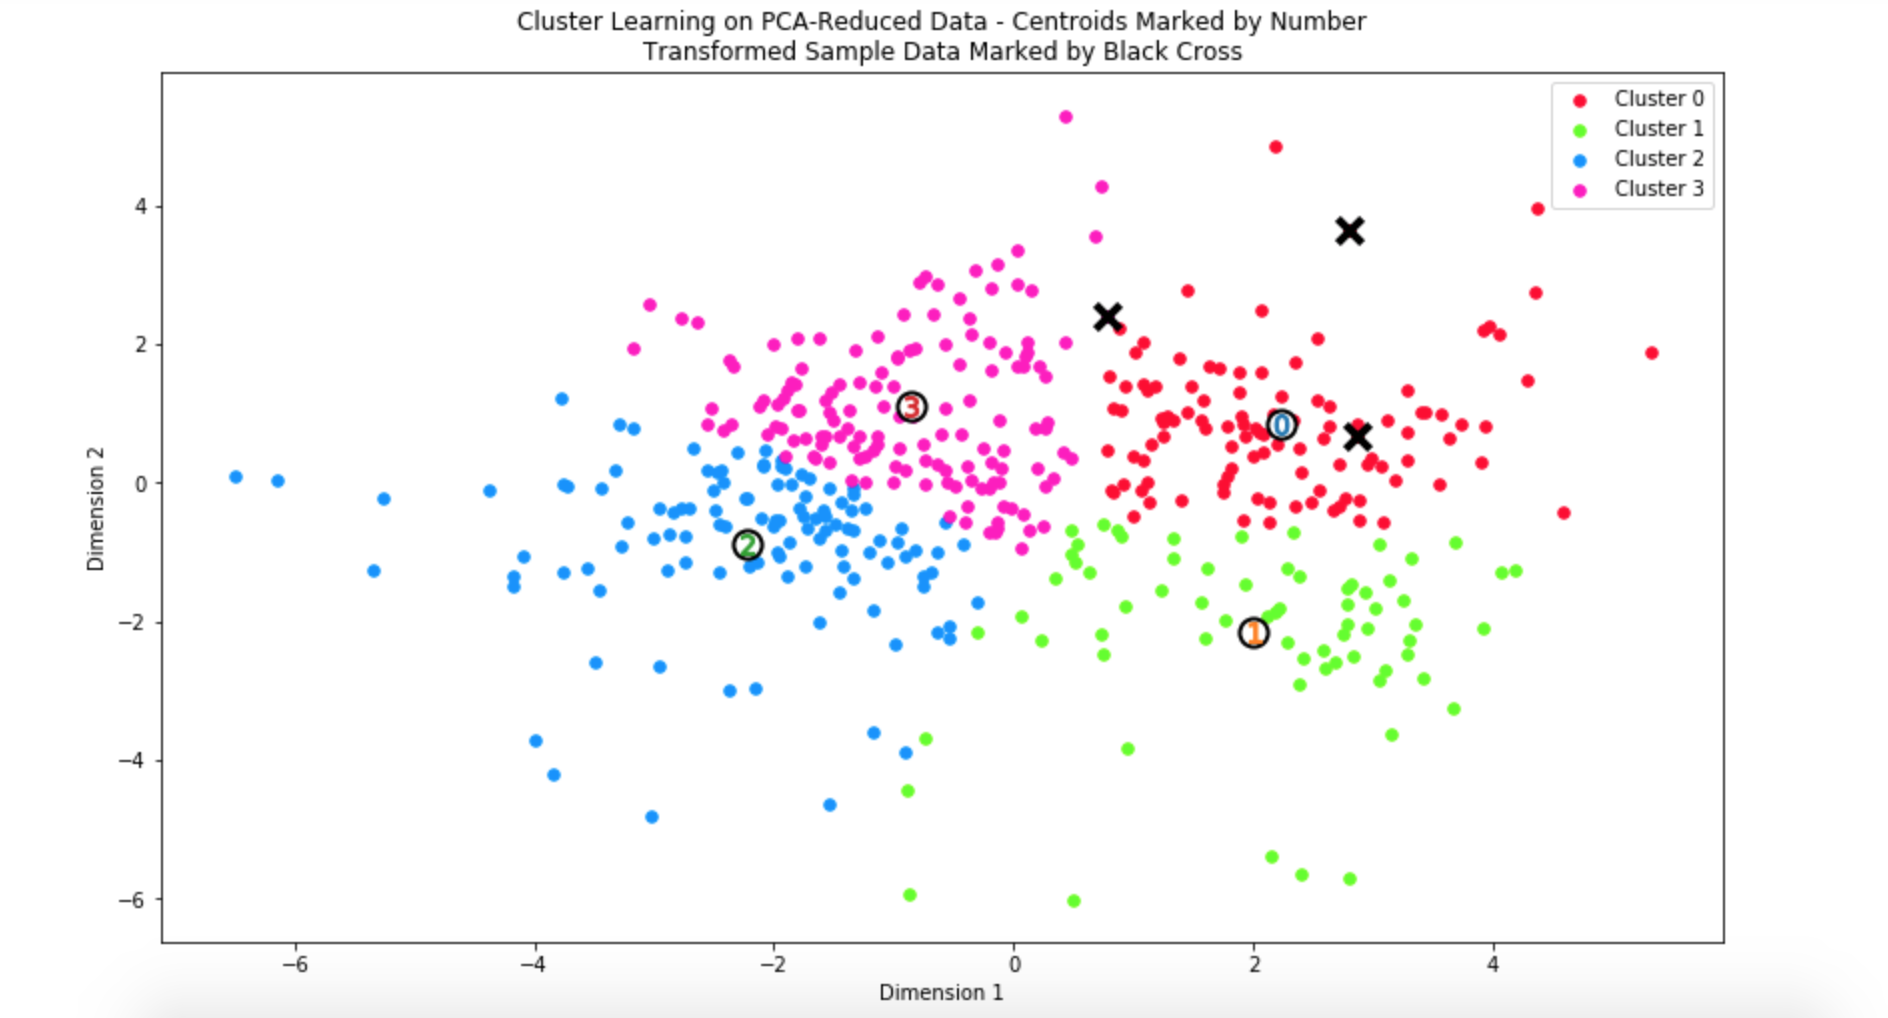 Cluster Learning on PCA-Reduced Data - Centroids Marked by Number
Transformed Sample Data Marked by Black Cross
Cluster 0
Cluster 1
Cluster 2
Cluster 3
4
2
0
−2
−4
−6
Dimension 2
3
0
2
1
−6
−4
−2
0
2
4
Dimension 1